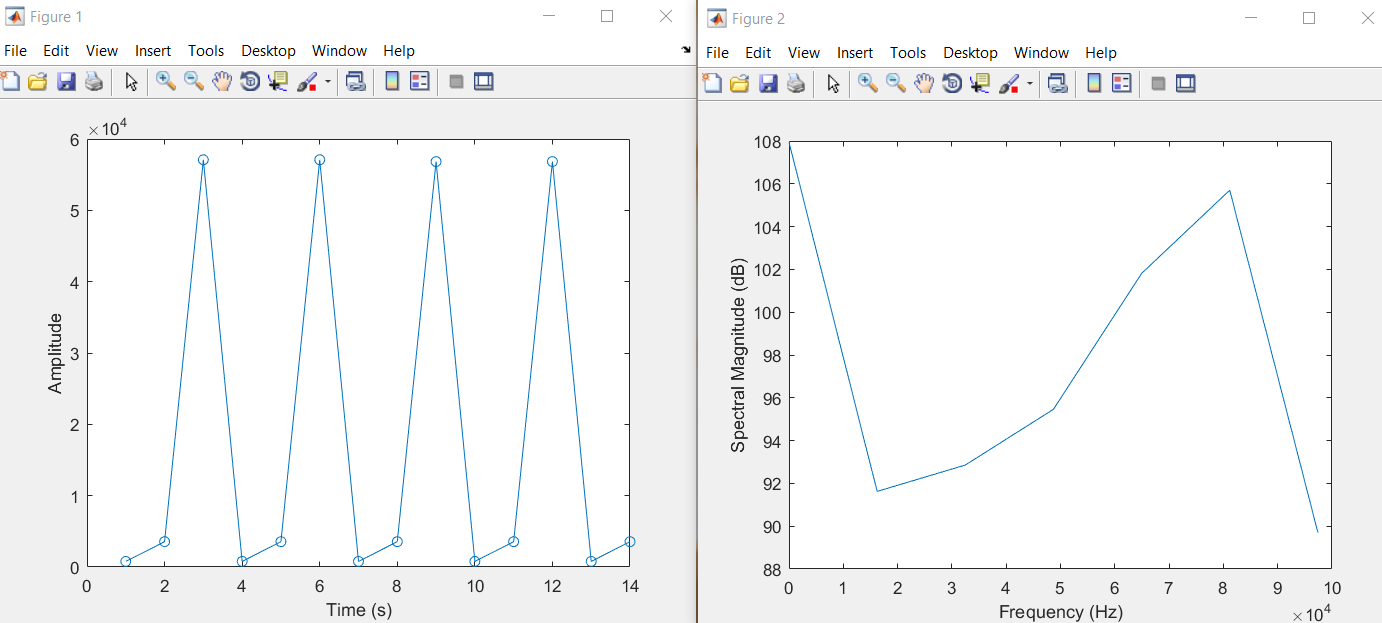 Figure 1
File Edit View Insert Tools Desktop Window Help
×10^4
6
5
4
3
2
1
0
Amplitude
0 2 4 6 8 10 12 14
Time (s)
Figure 2
File Edit View Insert Tools Desktop Window Help
108
106
104
102
100
98
96
94
92
90
88
Spectral Magnitude (dB)
0 1 2 3 4 5 6 7 8 9 10
Frequency (Hz)
×10^4